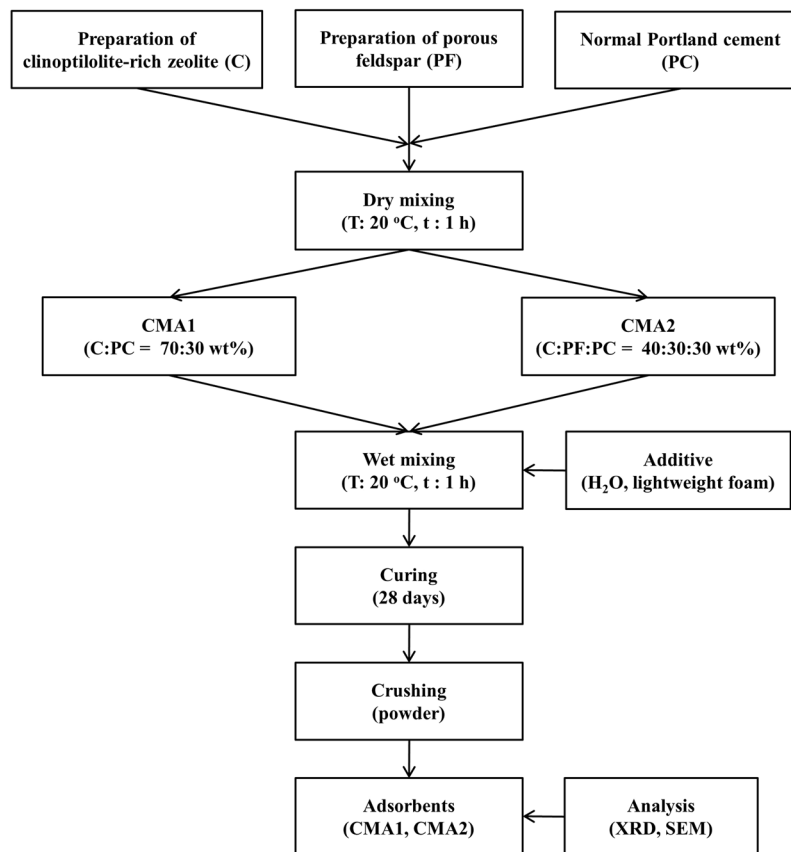 Preparation of
clinoptilolite-rich zeolite (C)
Preparation of porous
feldspar (PF)
Normal Portland cement
(PC)
Dry mixing
(T: 20 °C, t : 1 h)
CMA1
(C:PC = 70:30 wt%)
CMA2
(C:PF:PC = 40:30:30 wt%)
Wet mixing
(T: 20 °C, t : 1 h)
Additive
(H₂O, lightweight foam)
Curing
(28 days)
Crushing
(powder)
Adsorbents
(CMA1, CMA2)
Analysis
(XRD, SEM)